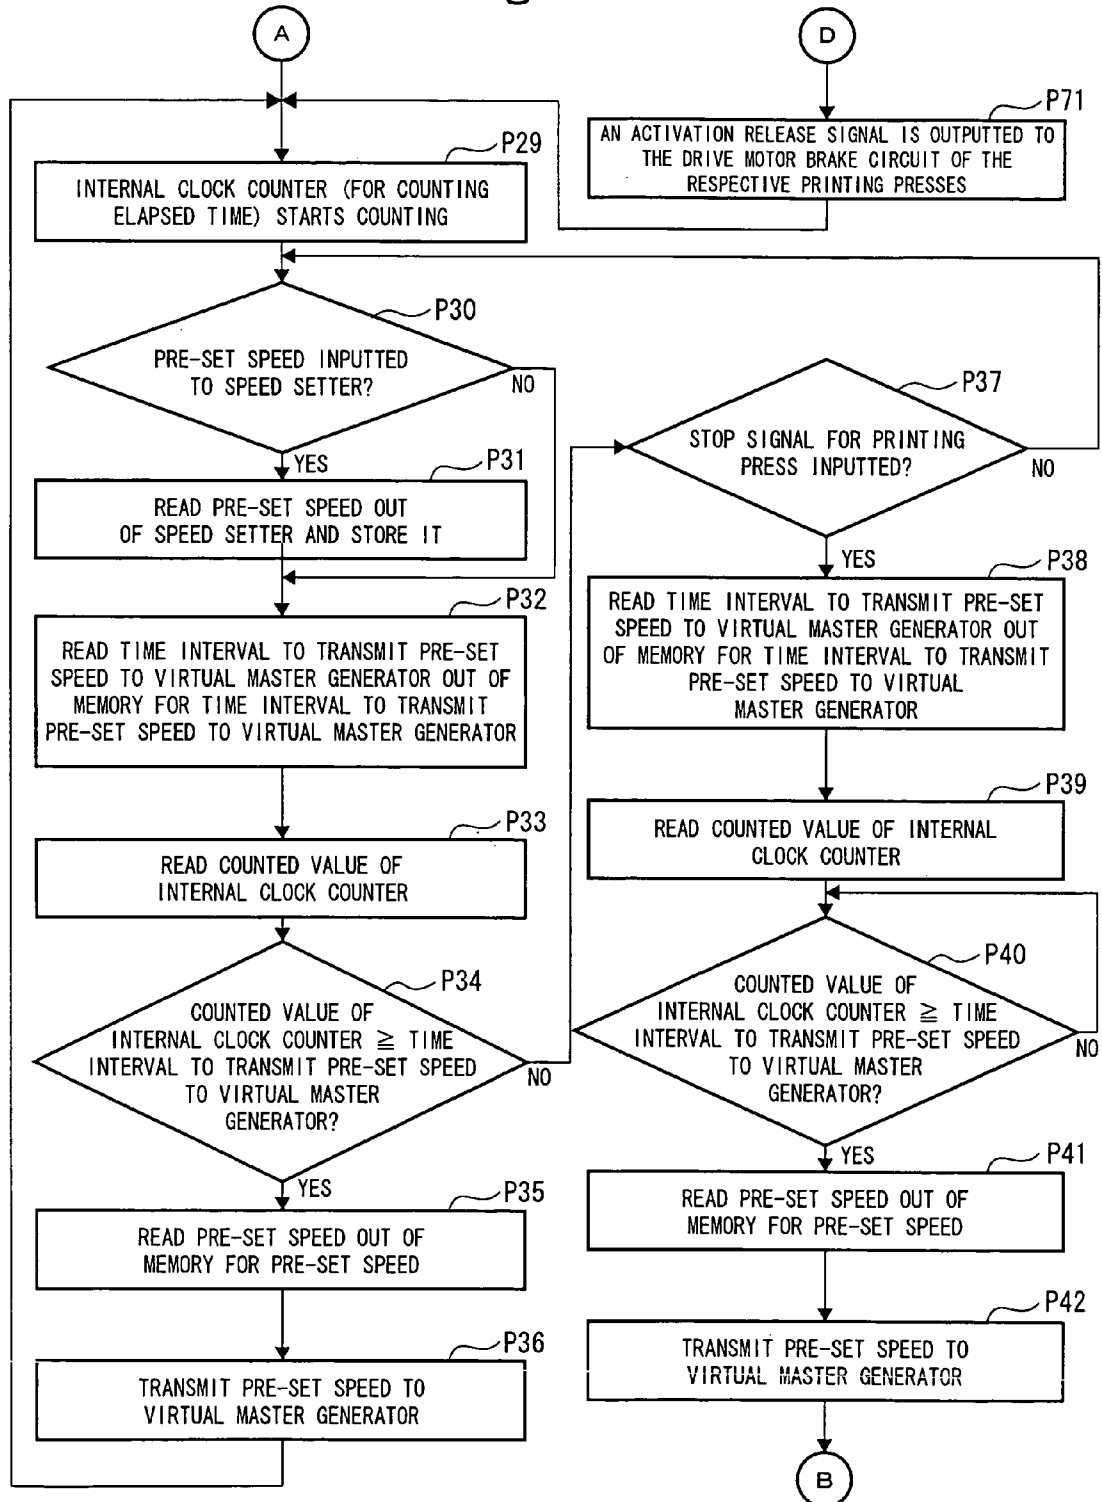 A
P29
INTERNAL CLOCK COUNTER (FOR COUNTING
ELAPSED TIME) STARTS COUNTING
P30
PRE-SET SPEED INPUTTED
TO SPEED SETTER?
NO
YES
P31
READ PRE-SET SPEED OUT
OF SPEED SETTER AND STORE IT
P32
READ TIME INTERVAL TO TRANSMIT PRE-SET
SPEED TO VIRTUAL MASTER GENERATOR OUT OF
MEMORY FOR TIME INTERVAL TO TRANSMIT
PRE-SET SPEED TO VIRTUAL MASTER GENERATOR
P33
READ COUNTED VALUE OF
INTERNAL CLOCK COUNTER
P34
COUNTED VALUE OF
INTERNAL CLOCK COUNTER ≧ TIME
INTERVAL TO TRANSMIT PRE-SET SPEED
TO VIRTUAL MASTER
GENERATOR?
NO
YES
P35
READ PRE-SET SPEED OUT OF
MEMORY FOR PRE-SET SPEED
P36
TRANSMIT PRE-SET SPEED TO
VIRTUAL MASTER GENERATOR
D
P71
AN ACTIVATION RELEASE SIGNAL IS OUTPUTTED TO
THE DRIVE MOTOR BRAKE CIRCUIT OF THE
RESPECTIVE PRINTING PRESSES
P37
STOP SIGNAL FOR PRINTING
PRESS INPUTTED?
NO
YES
P38
READ TIME INTERVAL TO TRANSMIT PRE-SET
SPEED TO VIRTUAL MASTER GENERATOR OUT
OF MEMORY FOR TIME INTERVAL TO TRANSMIT
PRE-SET SPEED TO VIRTUAL
MASTER GENERATOR
P39
READ COUNTED VALUE OF INTERNAL
CLOCK COUNTER
P40
COUNTED VALUE OF
INTERNAL CLOCK COUNTER ≧ TIME
INTERVAL TO TRANSMIT PRE-SET SPEED
TO VIRTUAL MASTER
GENERATOR?
NO
YES
P41
READ PRE-SET SPEED OUT OF
MEMORY FOR PRE-SET SPEED
P42
TRANSMIT PRE-SET SPEED TO
VIRTUAL MASTER GENERATOR
B